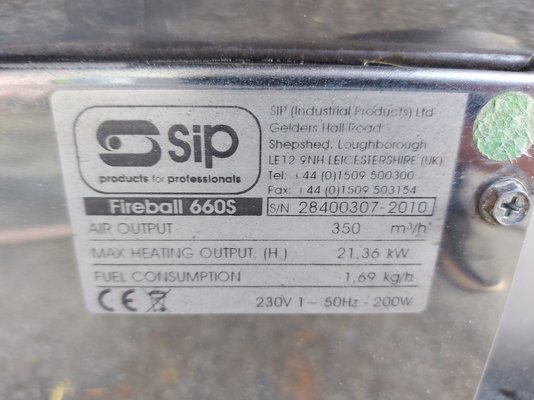 SIP (Industrial Products) Ltd
Gelders Hall Road
Shepshed, Loughborough
LE12 9NH LEICESTERSHIRE (UK)
Tel: +44 (0)1509 500300
Fax: +44 (0)1509 503154
sip
products for professionals
Fireball 660S S/N 28400307-2010
AIR OUTPUT 350 m³/h
MAX HEATING OUTPUT (H ) 21,36 kW
FUEL CONSUMPTION 1,69 kg/h
CE 230V 1~ 50Hz - 200W